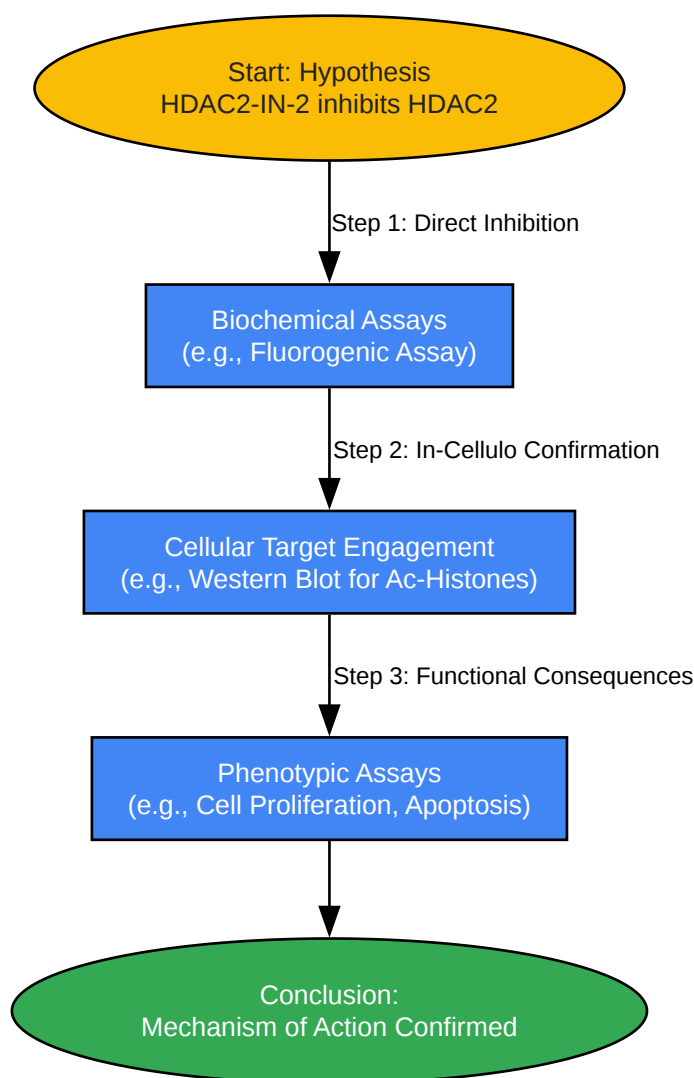 Start: Hypothesis
HDAC2-IN-2 inhibits HDAC2
Step 1: Direct Inhibition
Biochemical Assays
(e.g., Fluorogenic Assay)
Step 2: In-Cellulo Confirmation
Cellular Target Engagement
(e.g., Western Blot for Ac-Histones)
Step 3: Functional Consequences
Phenotypic Assays
(e.g., Cell Proliferation, Apoptosis)
Conclusion:
Mechanism of Action Confirmed